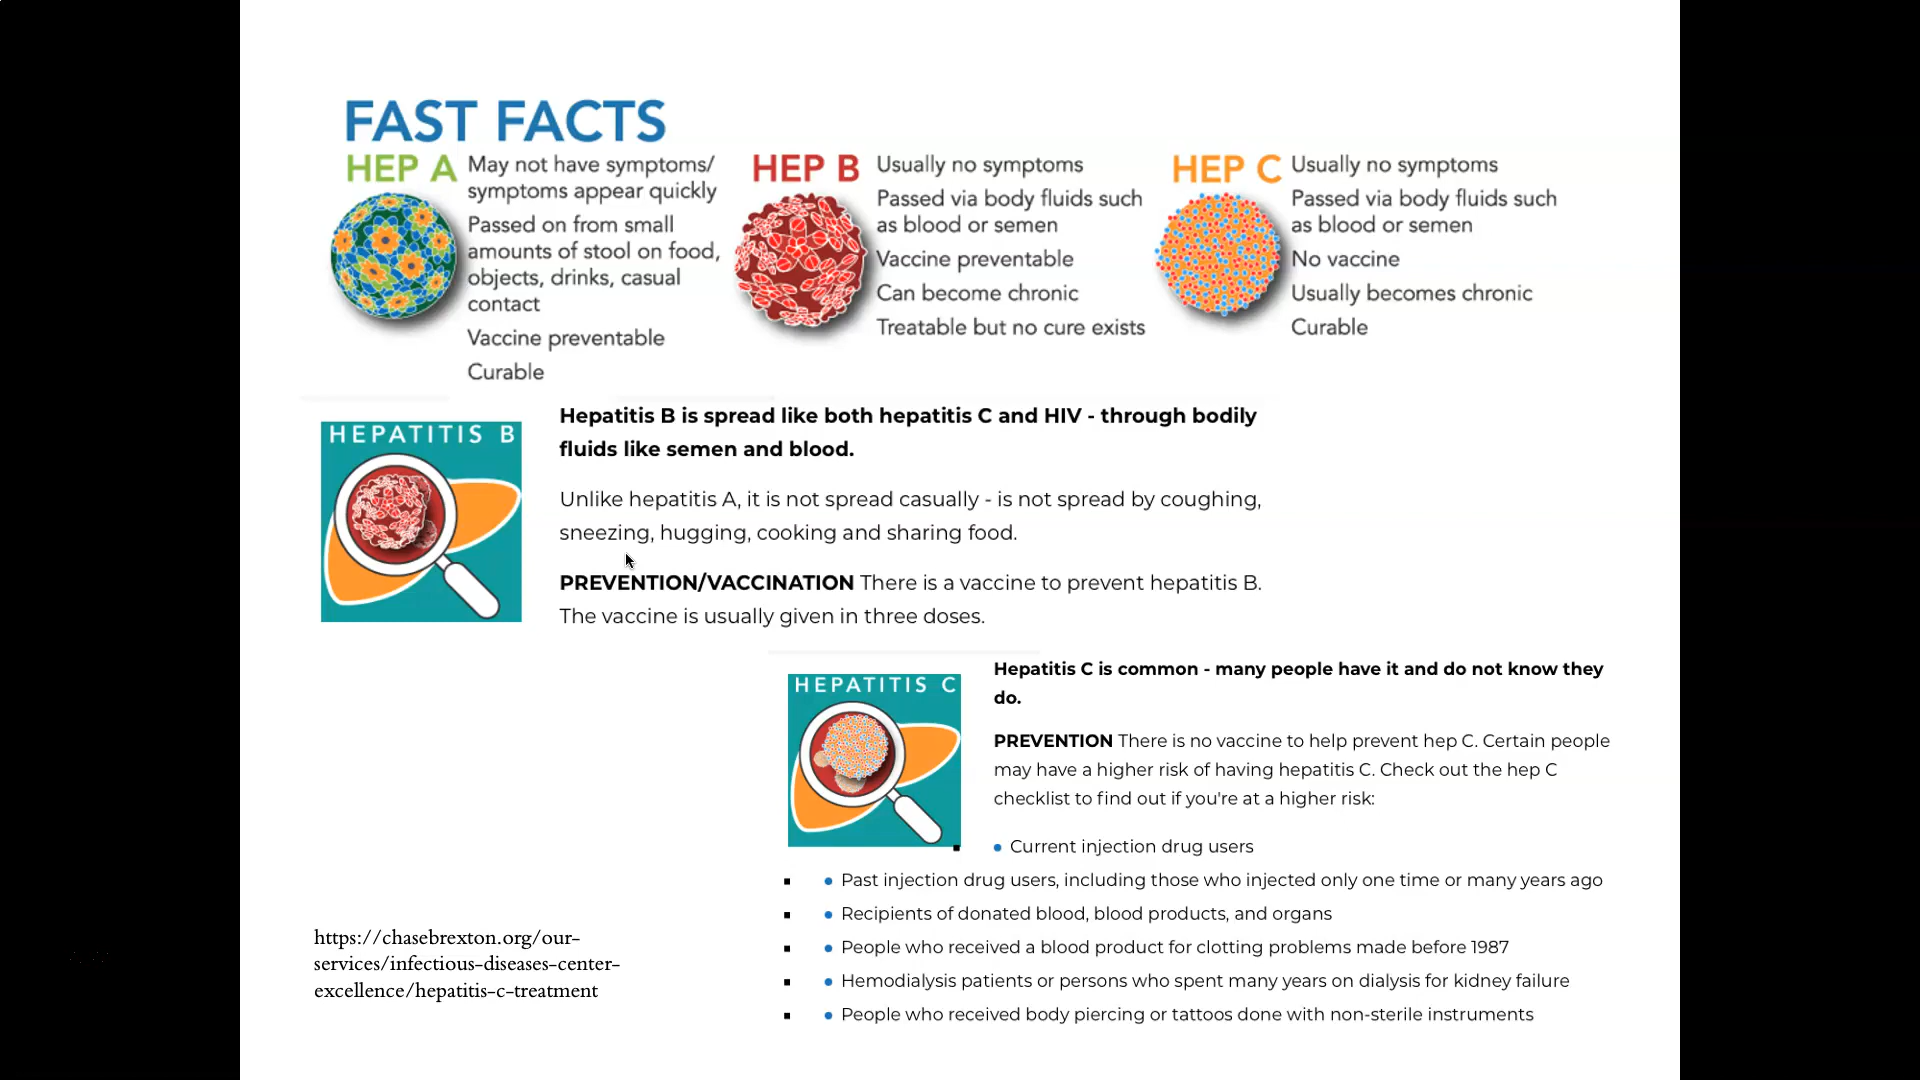 FAST FACTS
HEP A
May not have symptoms/
symptoms appear quickly
Passed on from small
amounts of stool on food,
objects, drinks, casual
contact
Vaccine preventable
Curable
HEP B
Usually no symptoms
Passed via body fluids such
as blood or semen
Vaccine preventable
Can become chronic
Treatable but no cure exists
HEP C
Usually no symptoms
Passed via body fluids such
as blood or semen
No vaccine
Usually becomes chronic
Curable
HEPATITIS B
Hepatitis B is spread like both hepatitis C and HIV - through bodily
fluids like semen and blood.
Unlike hepatitis A, it is not spread casually - is not spread by coughing,
sneezing, hugging, cooking and sharing food.
PREVENTION/VACCINATION There is a vaccine to prevent hepatitis B.
The vaccine is usually given in three doses.
HEPATITIS C
Hepatitis C is common - many people have it and do not know they
do.
PREVENTION There is no vaccine to help prevent hep C. Certain people
may have a higher risk of having hepatitis C. Check out the hep C
checklist to find out if you're at a higher risk:
Current injection drug users
Past injection drug users, including those who injected only one time or many years ago
Recipients of donated blood, blood products, and organs
People who received a blood product for clotting problems made before 1987
Hemodialysis patients or persons who spent many years on dialysis for kidney failure
People who received body piercing or tattoos done with non-sterile instruments
https://chasebrexton.org/our-
services/infectious-diseases-center-
excellence/hepatitis-c-treatment